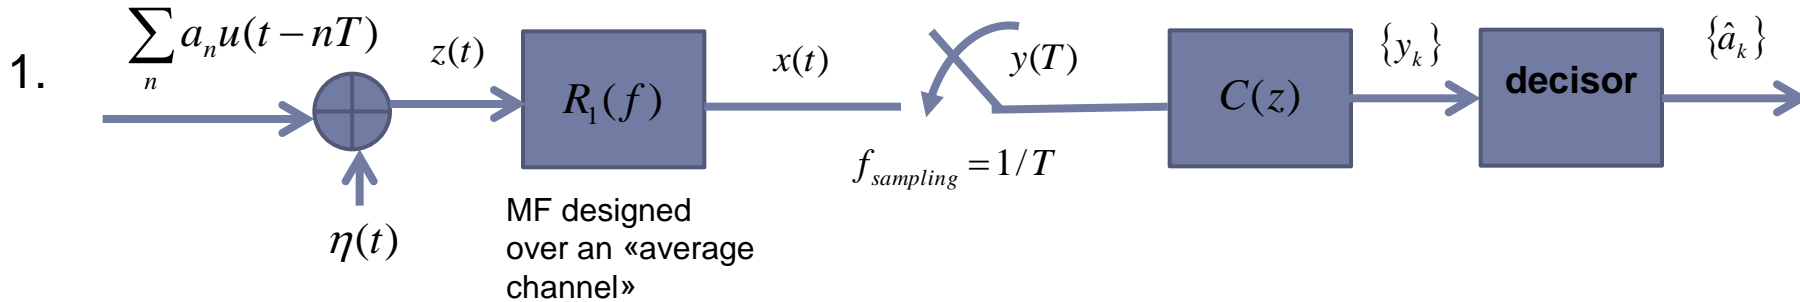 1.
∑ₙ aₙu(t − nT)
z(t)
η(t)
R₁(f)
MF designed
over an «average
channel»
x(t)
y(T)
f_sampling = 1/T
C(z)
{yₖ}
decisor
{âₖ}